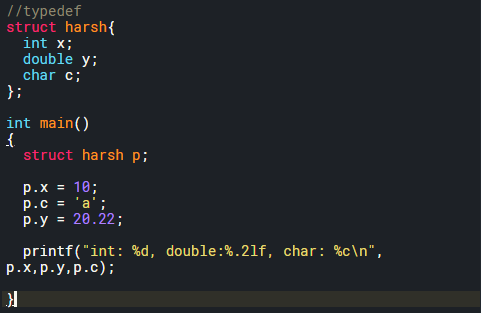 //typedef
struct harsh{
  int x;
  double y;
  char c;
};

int main()
{
  struct harsh p;

  p.x = 10;
  p.c = 'a';
  p.y = 20.22;

  printf("int: %d, double:%.2lf, char: %c\n",
p.x,p.y,p.c);

}